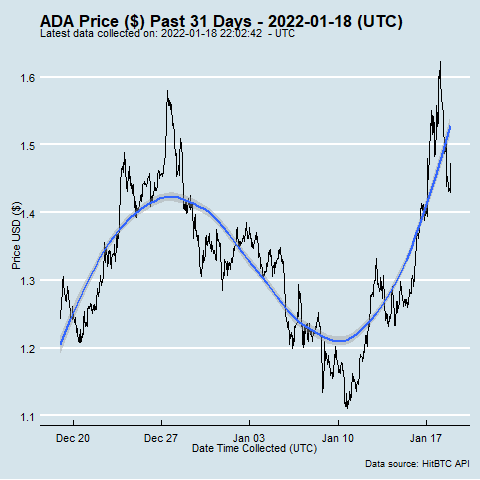 ADA Price ($) Past 31 Days - 2022-01-18 (UTC)
Latest data collected on: 2022-01-18 22:02:42 - UTC
1.6
1.5
1.4
1.3
1.2
1.1
Price USD ($)
Dec 20 Dec 27 Jan 03 Jan 10 Jan 17
Date Time Collected (UTC)
Data source: HitBTC API